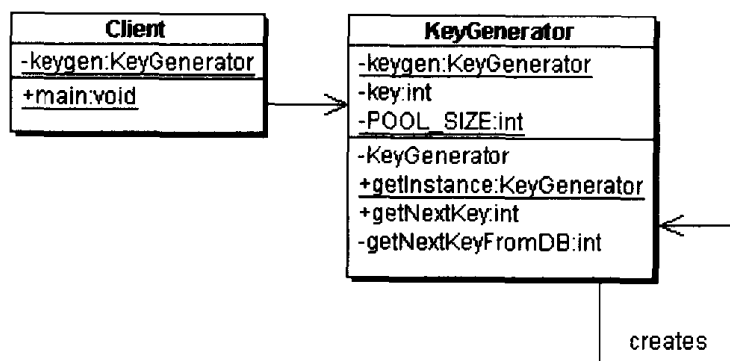 Client
-keygen:KeyGenerator
+main:void
KeyGenerator
-keygen:KeyGenerator
-key:int
-POOL_SIZE:int
-KeyGenerator
+getInstance:KeyGenerator
+getNextKey:int
-getNextKeyFromDB:int
creates